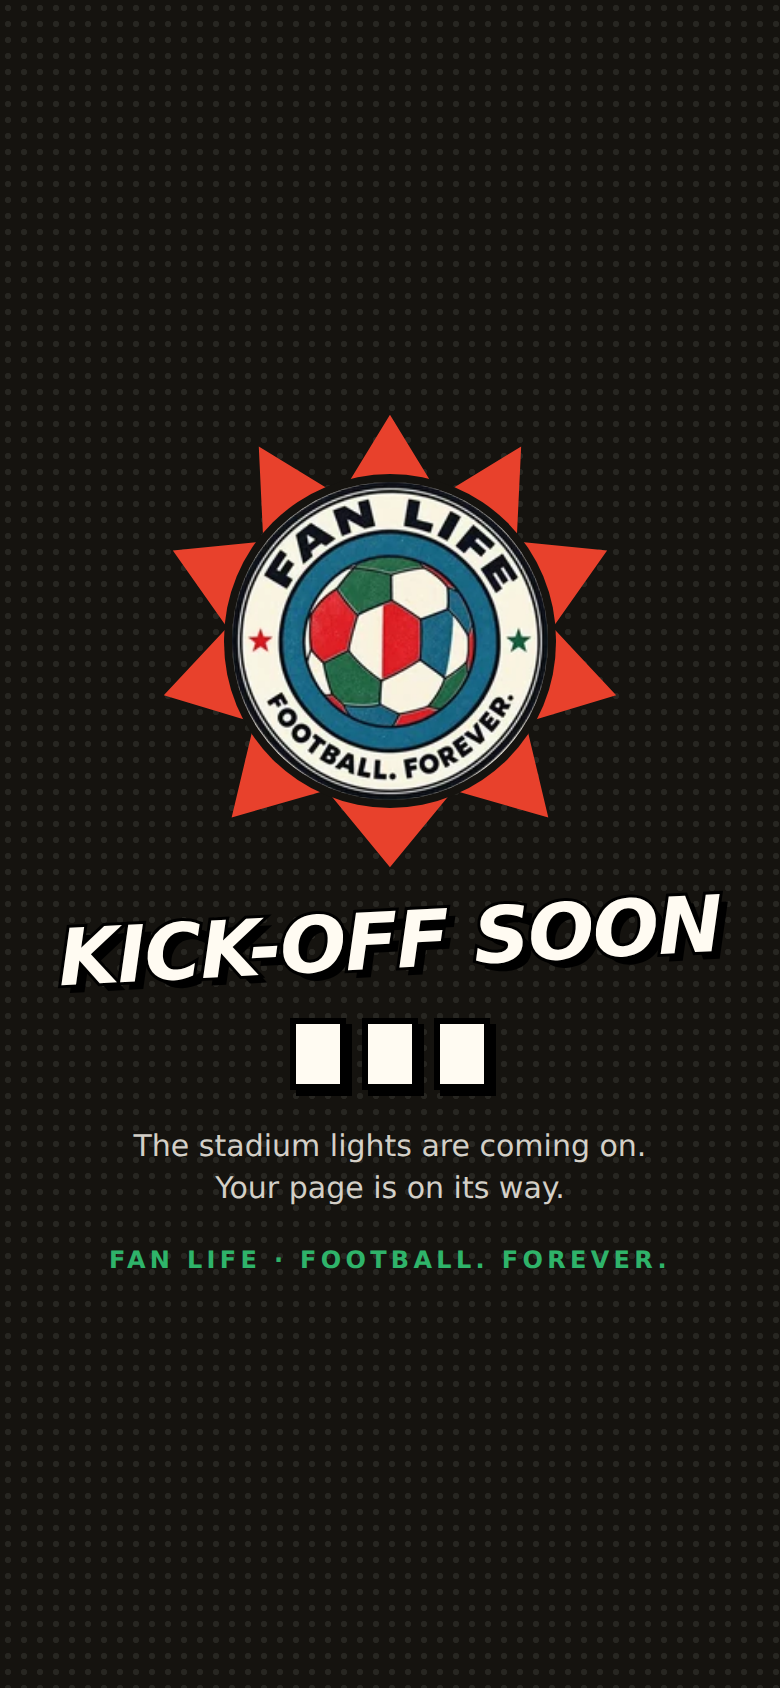 FAN LIFE
FOOTBALL. FOREVER.
KICK-OFF SOON
The stadium lights are coming on.
Your page is on its way.
FAN LIFE · FOOTBALL. FOREVER.